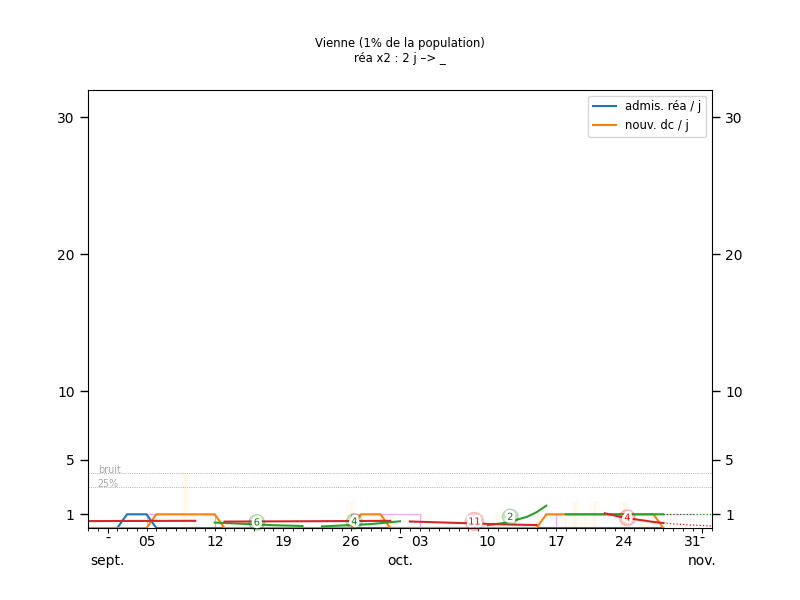 Vienne (1% de la population)
réa x2 : 2 j –> _
admis. réa / j
nouv. dc / j
30 30
20 20
10 10
5 5
1 1
bruit
25%
6 4 11 2 4
- 05 12 19 26 - 03 10 17 24 31-
sept. oct. nov.